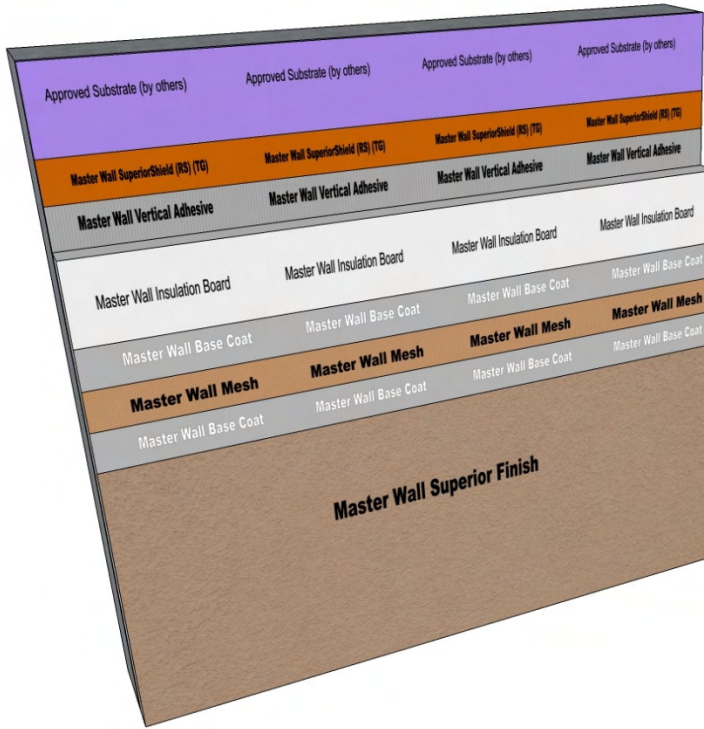 Approved Substrate (by others) Approved Substrate (by others) Approved Substrate (by others) Approved Substrate (by others)
Master Wall SuperiorShield (RS) (TG) Master Wall SuperiorShield (RS) (TG) Master Wall SuperiorShield (RS) (TG) Master Wall SuperiorShield (RS) (TG)
Master Wall Vertical Adhesive Master Wall Vertical Adhesive Master Wall Vertical Adhesive Master Wall Vertical Adhesive
Master Wall Insulation Board Master Wall Insulation Board Master Wall Insulation Board Master Wall Insulation Board
Master Wall Base Coat Master Wall Base Coat Master Wall Base Coat Master Wall Base Coat
Master Wall Mesh Master Wall Mesh Master Wall Mesh Master Wall Mesh
Master Wall Base Coat Master Wall Base Coat Master Wall Base Coat Master Wall Base Coat
Master Wall Superior Finish